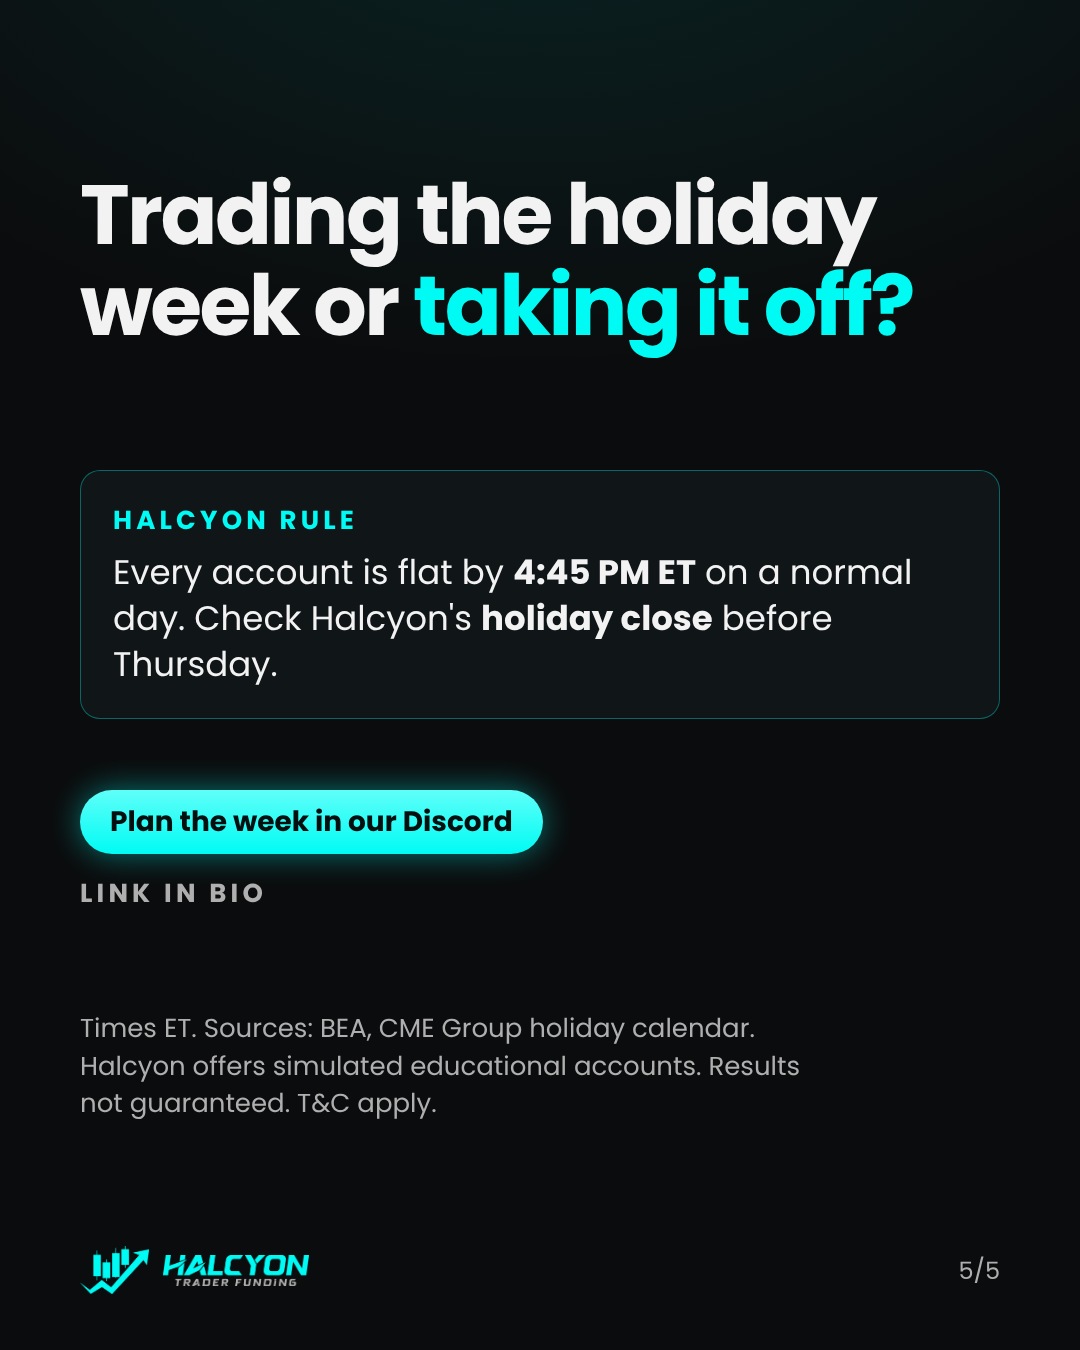 Trading the holiday
week or taking it off?
HALCYON RULE
Every account is flat by 4:45 PM ET on a normal
day. Check Halcyon's holiday close before
Thursday.
Plan the week in our Discord
LINK IN BIO
Times ET. Sources: BEA, CME Group holiday calendar.
Halcyon offers simulated educational accounts. Results
not guaranteed. T&C apply.
HALCYON
TRADER FUNDING
5/5